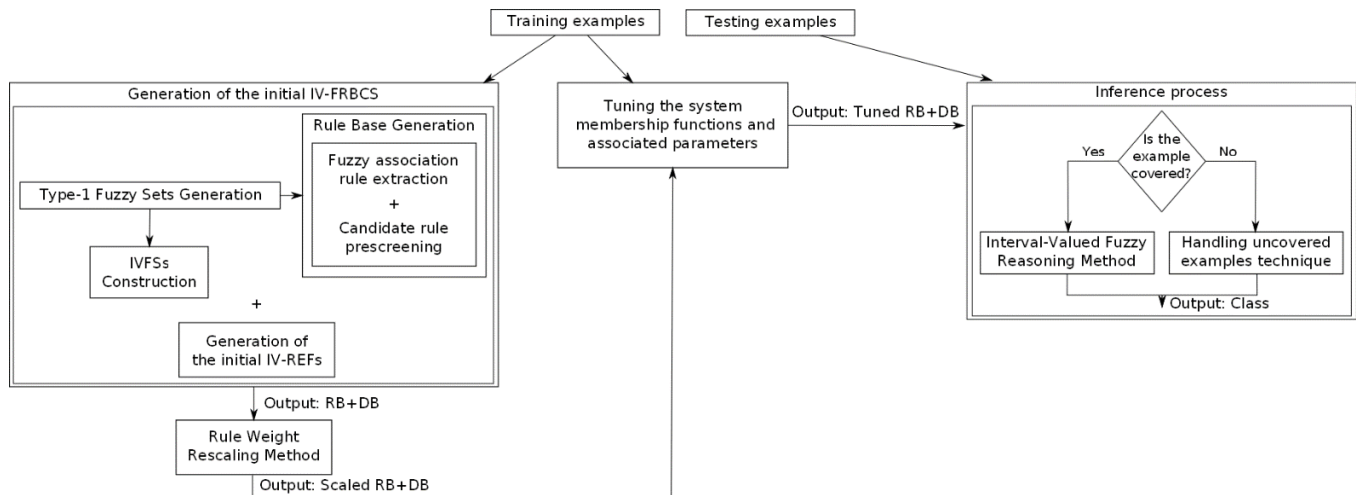 Training examples
Testing examples
Generation of the initial IV-FRBCS
Rule Base Generation
Fuzzy association
rule extraction
+
Candidate rule
prescreening
Type-1 Fuzzy Sets Generation
IVFSs
Construction
+
Generation of
the initial IV-REFs
Output: RB+DB
Rule Weight
Rescaling Method
Output: Scaled RB+DB
Tuning the system
membership functions and
associated parameters
Output: Tuned RB+DB
Inference process
Is the
example
covered?
Yes
No
Interval-Valued Fuzzy
Reasoning Method
Handling uncovered
examples technique
Output: Class